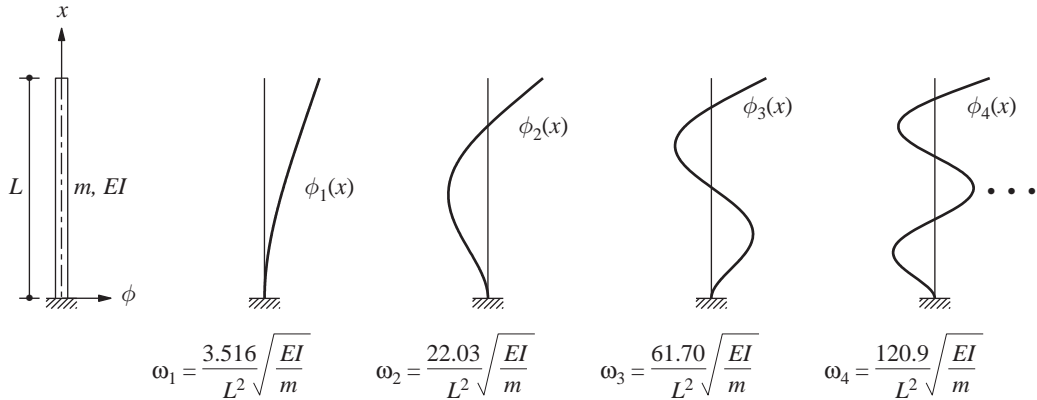 x
L
m, EI
ϕ
ϕ₁(x)
ϕ₂(x)
ϕ₃(x)
ϕ₄(x)
• • •
ω₁ = 3.516/L² √(EI/m)
ω₂ = 22.03/L² √(EI/m)
ω₃ = 61.70/L² √(EI/m)
ω₄ = 120.9/L² √(EI/m)